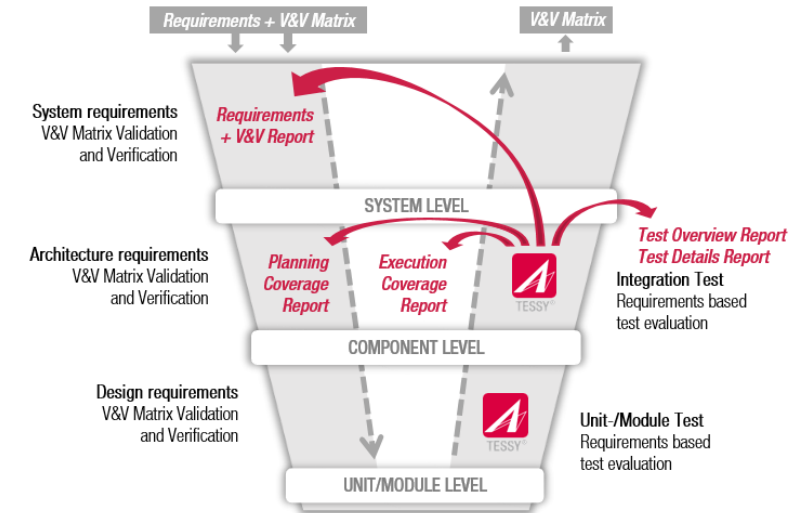 Requirements + V&V Matrix
V&V Matrix
System requirements
V&V Matrix Validation
and Verification
Requirements
+ V&V Report
SYSTEM LEVEL
Architecture requirements
V&V Matrix Validation
and Verification
Planning
Coverage
Report
Execution
Coverage
Report
TESSY®
Test Overview Report
Test Details Report
Integration Test
Requirements based
test evaluation
COMPONENT LEVEL
Design requirements
V&V Matrix Validation
and Verification
TESSY®
Unit-/Module Test
Requirements based
test evaluation
UNIT/MODULE LEVEL